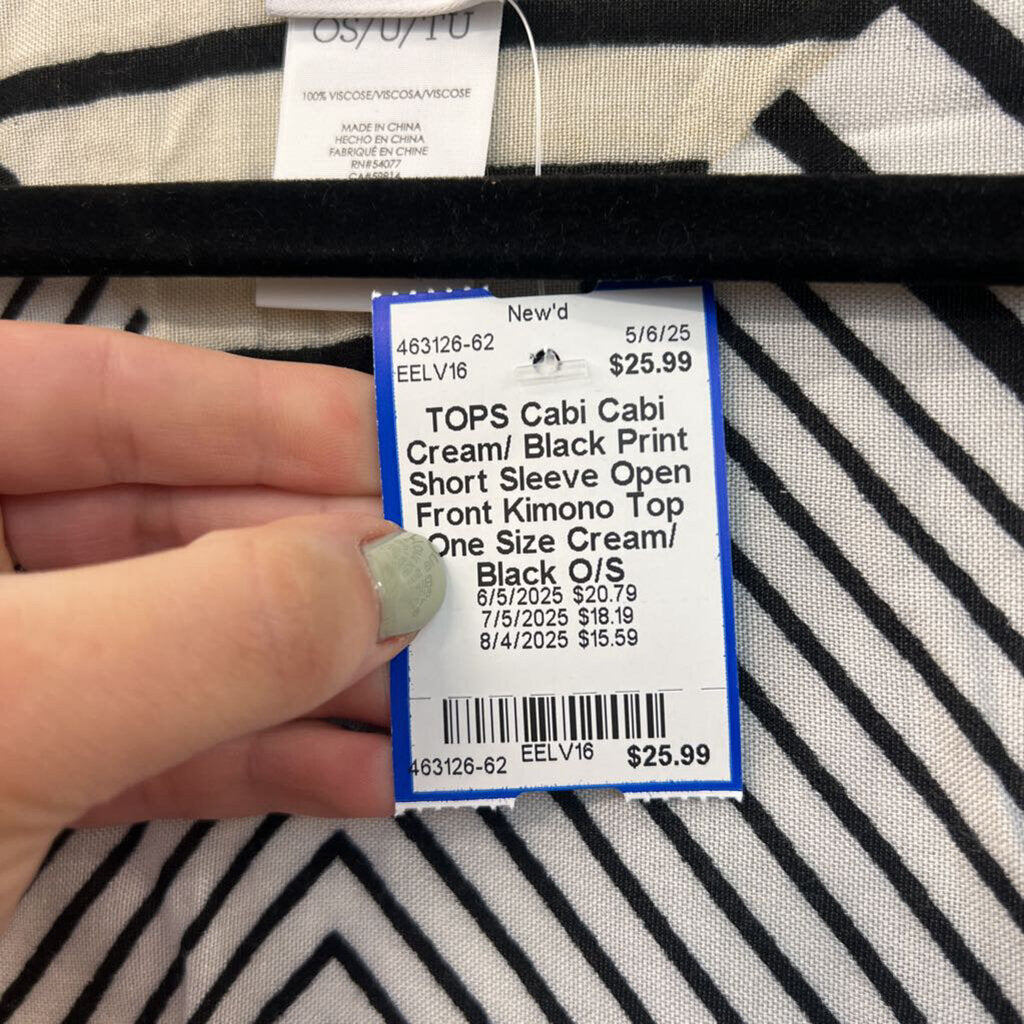 OS/U/TU
100% VISCOSE/VISCOSA/VISCOSE
MADE IN CHINA
HECHO EN CHINA
FABRIQUÉ EN CHINE
RN#54077
CA#59814
New'd
463126-62 5/6/25
EELV16 $25.99
TOPS Cabi Cabi
Cream/ Black Print
Short Sleeve Open
Front Kimono Top
One Size Cream/
Black O/S
6/5/2025 $20.79
7/5/2025 $18.19
8/4/2025 $15.59
463126-62 EELV16 $25.99